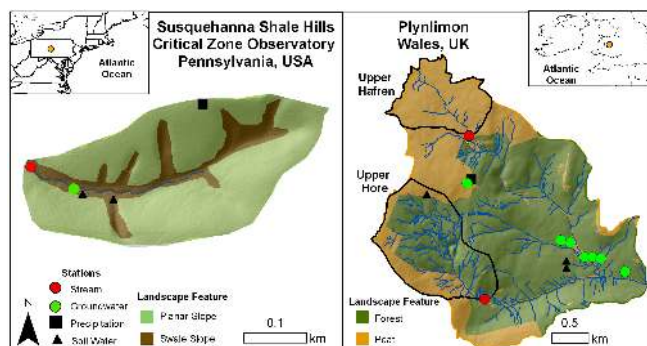 Susquehanna Shale Hills
Critical Zone Observatory
Pennsylvania, USA
Atlantic
Ocean
Stations
Stream
Groundwater
Precipitation
Soil Water
N
Landscape Feature
Planar Slope
Swale Slope
0.1
km
Plynlimon
Wales, UK
Atlantic
Ocean
Upper
Hafren
Upper
Hore
Landscape Feature
Forest
Peat
0.5
km